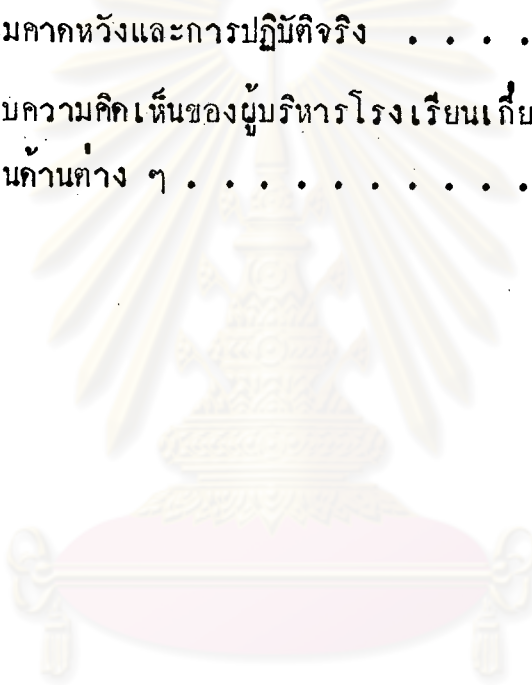 มคาดหวังและการปฏิบัติจริง . . . .
บความคิดเห็นของผู้บริหารโรงเรียนเกี่ย
นด้านต่าง ๆ . . . . . . . . . .